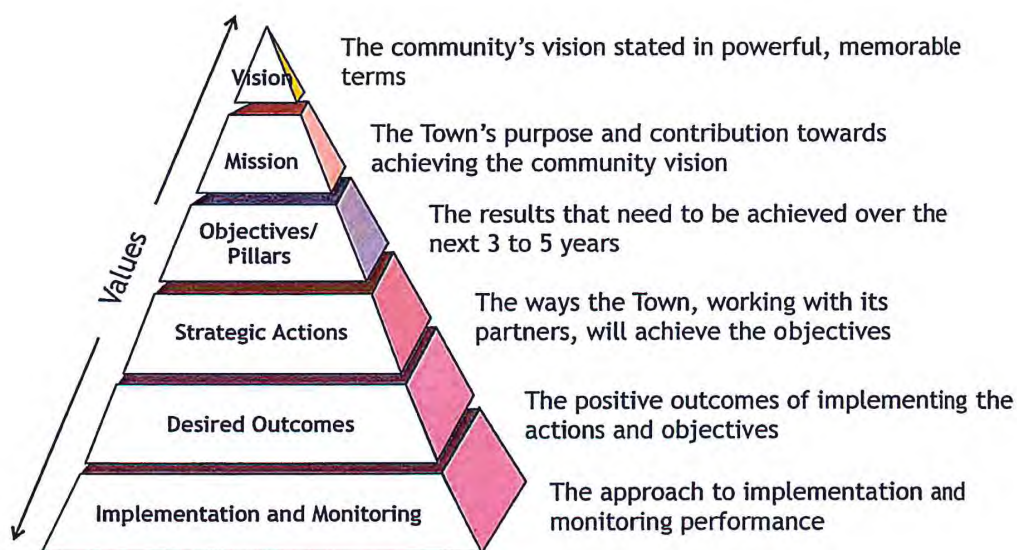 Vision
The community's vision stated in powerful, memorable
terms
Mission
The Town's purpose and contribution towards
achieving the community vision
Objectives/
Pillars
The results that need to be achieved over the
next 3 to 5 years
Values
Strategic Actions
The ways the Town, working with its
partners, will achieve the objectives
Desired Outcomes
The positive outcomes of implementing the
actions and objectives
Implementation and Monitoring
The approach to implementation and
monitoring performance